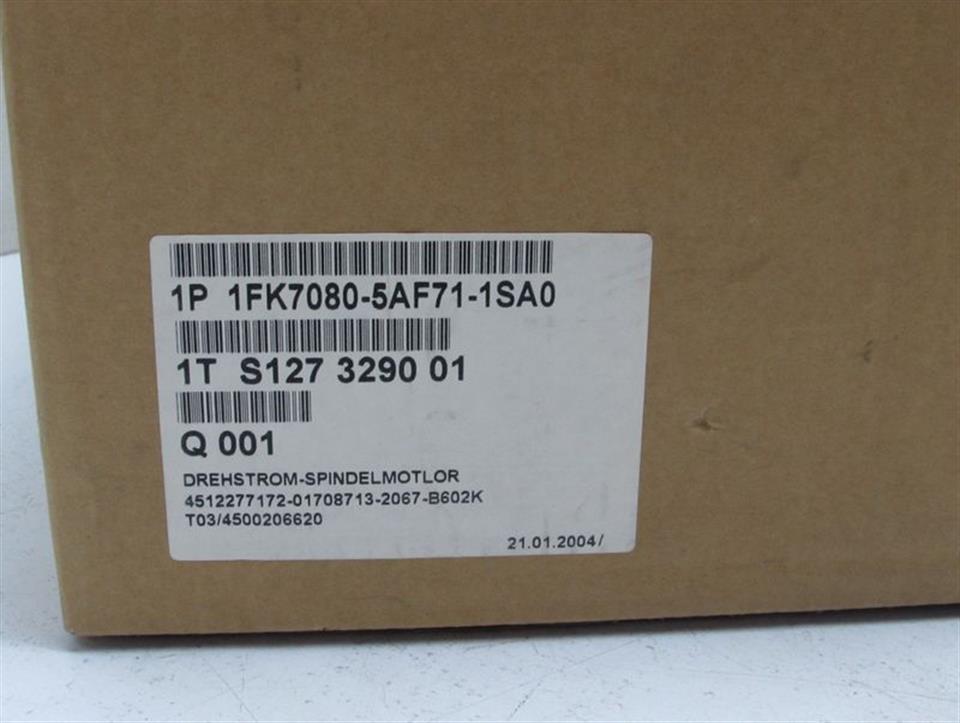 1P 1FK7080-5AF71-1SA0
1T S127 3290 01
Q 001
DREHSTROM-SPINDELMOTLOR
4512277172-01708713-2067-B602K
T03/4500206620
21.01.2004/